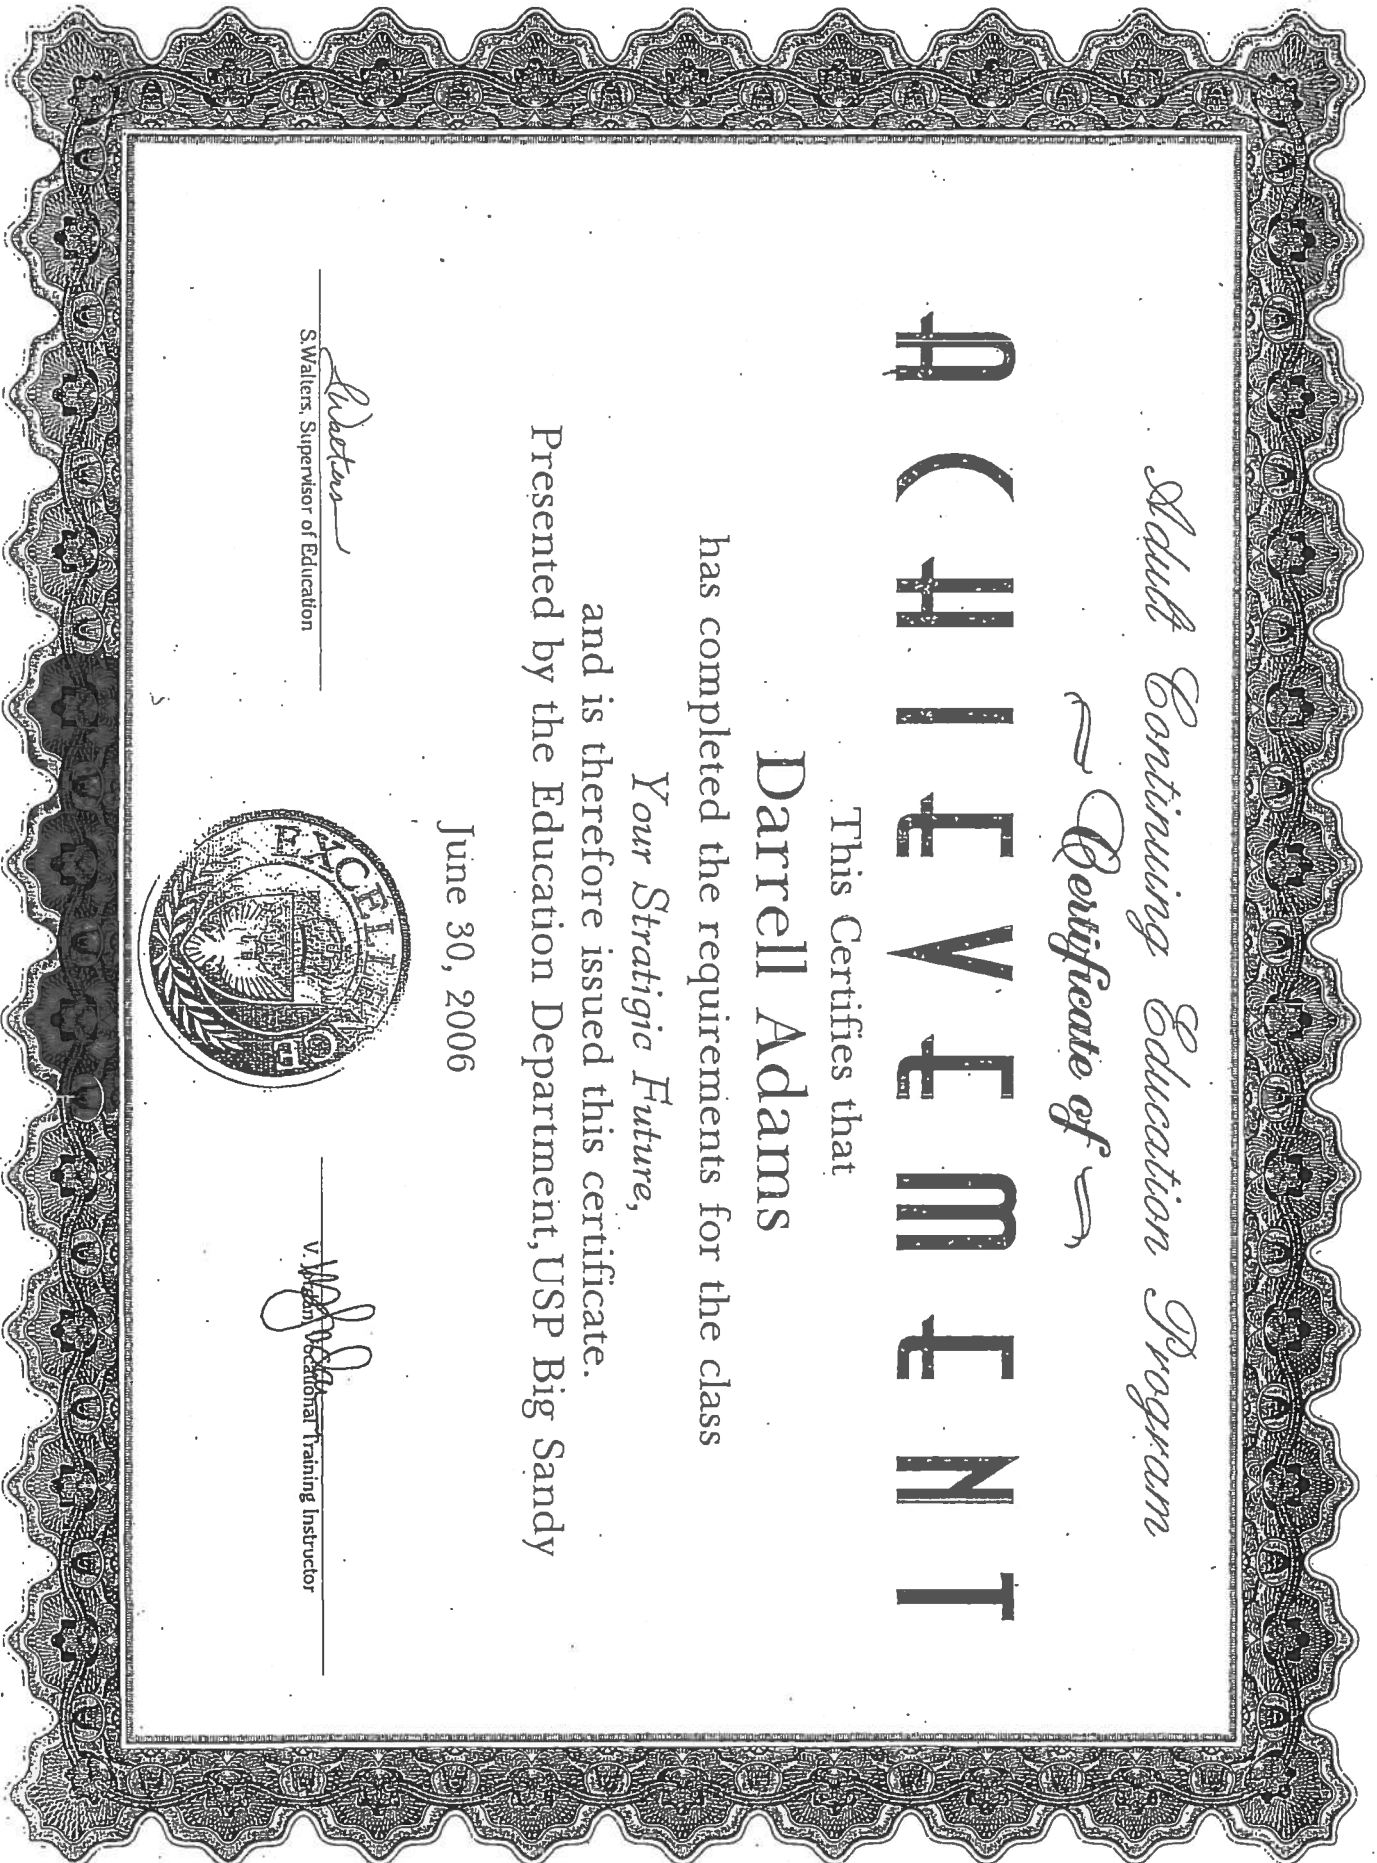 Adult Continuing Education Program
Certificate of
ACHIEVEMENT
This Certifies that
Darrell Adams
has completed the requirements for the class
Your Stratigic Future,
and is therefore issued this certificate.
Presented by the Education Department, USP Big Sandy
June 30, 2006
SWalters
S.Walters, Supervisor of Education
V. Jordan Vocational Training Instructor